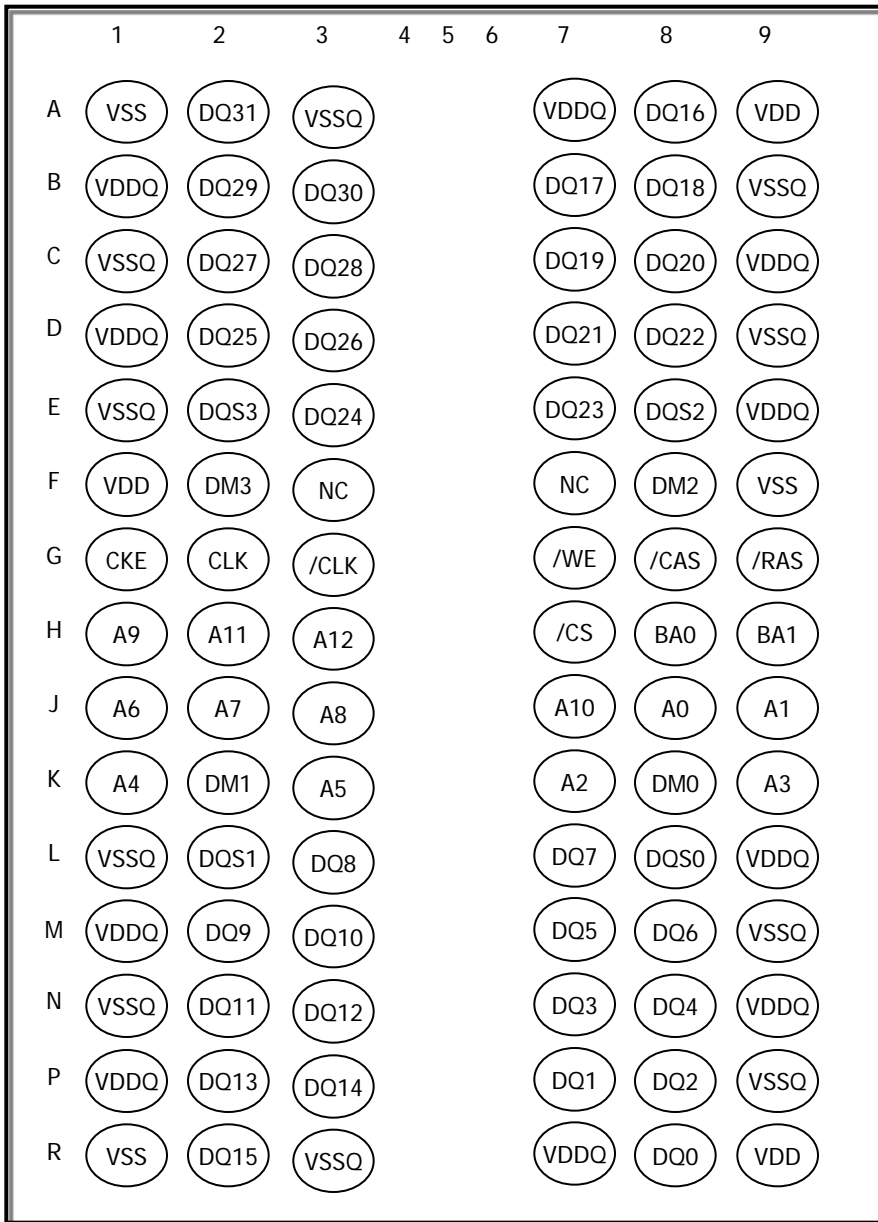 1 2 3 4 5 6 7 8 9
A VSS DQ31 VSSQ VDDQ DQ16 VDD
B VDDQ DQ29 DQ30 DQ17 DQ18 VSSQ
C VSSQ DQ27 DQ28 DQ19 DQ20 VDDQ
D VDDQ DQ25 DQ26 DQ21 DQ22 VSSQ
E VSSQ DQS3 DQ24 DQ23 DQS2 VDDQ
F VDD DM3 NC NC DM2 VSS
G CKE CLK /CLK /WE /CAS /RAS
H A9 A11 A12 /CS BA0 BA1
J A6 A7 A8 A10 A0 A1
K A4 DM1 A5 A2 DM0 A3
L VSSQ DQS1 DQ8 DQ7 DQS0 VDDQ
M VDDQ DQ9 DQ10 DQ5 DQ6 VSSQ
N VSSQ DQ11 DQ12 DQ3 DQ4 VDDQ
P VDDQ DQ13 DQ14 DQ1 DQ2 VSSQ
R VSS DQ15 VSSQ VDDQ DQ0 VDD